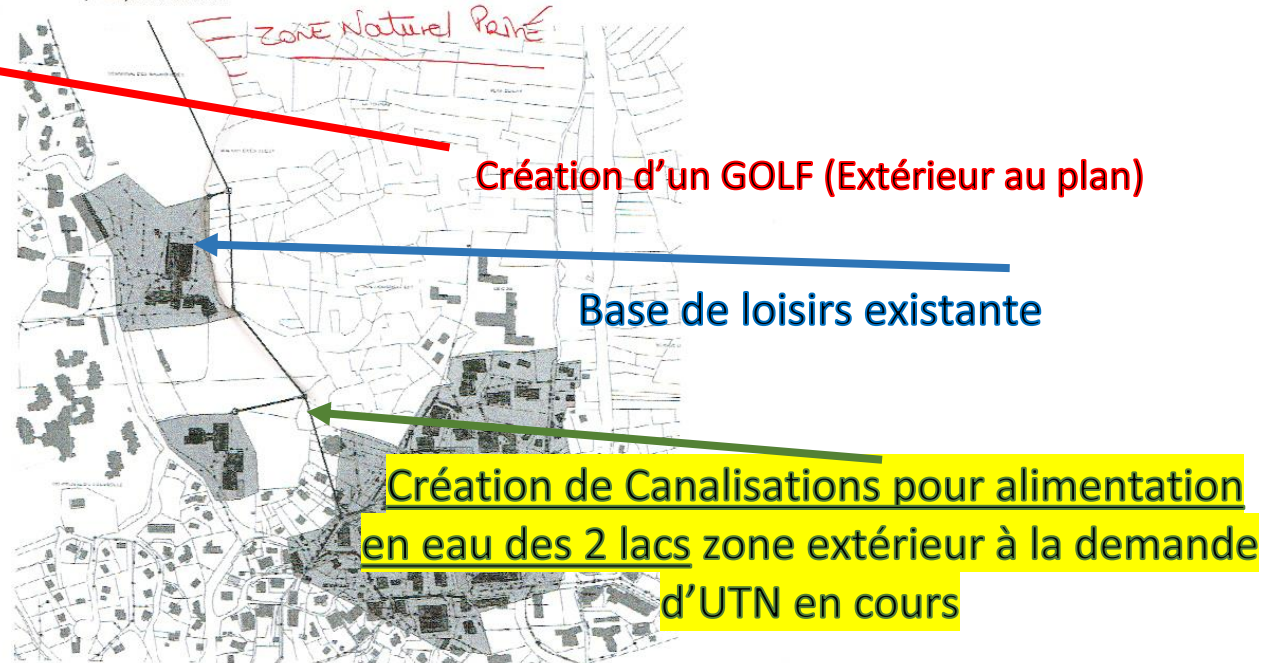 ZONE Naturel Privé
Création d'un GOLF (Extérieur au plan)
Base de loisirs existante
Création de Canalisations pour alimentation
en eau des 2 lacs zone extérieur à la demande
d'UTN en cours